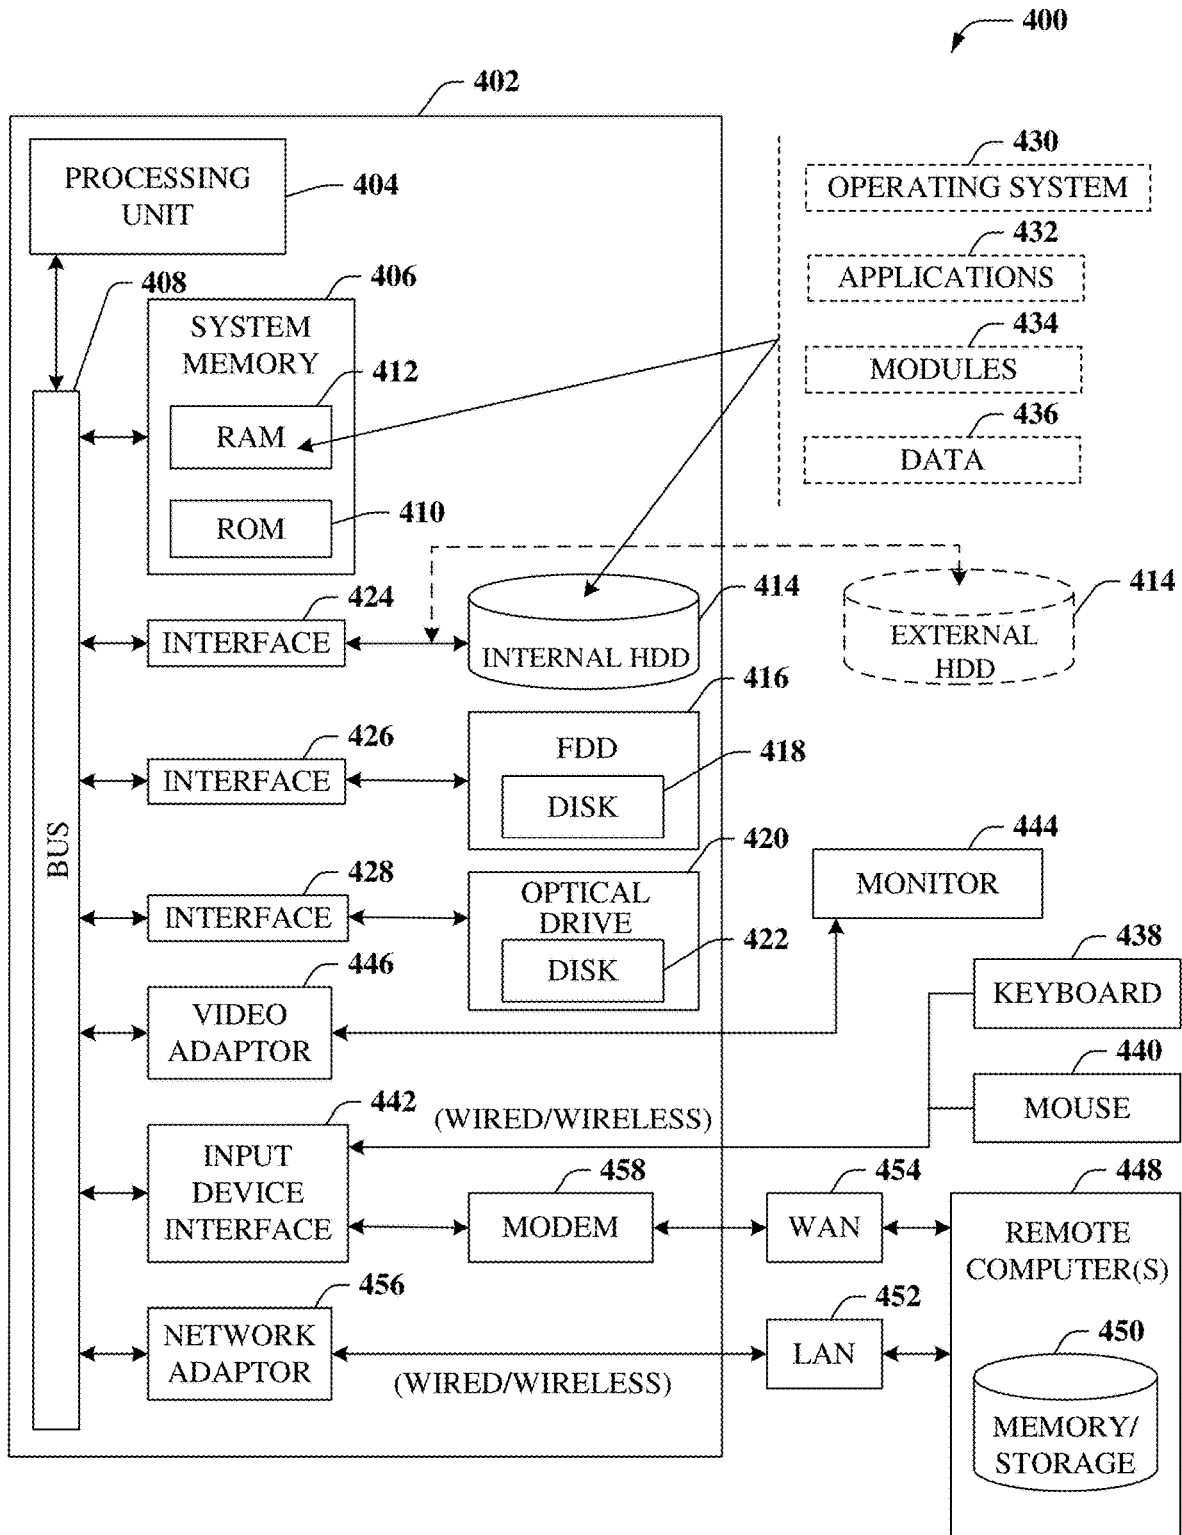 400
402
PROCESSING
UNIT
404
408
406
SYSTEM
MEMORY
412
RAM
ROM
410
430
OPERATING SYSTEM
432
APPLICATIONS
434
MODULES
436
DATA
424
INTERFACE
414
INTERNAL HDD
414
EXTERNAL
HDD
416
FDD
418
DISK
426
INTERFACE
420
OPTICAL
DRIVE
422
DISK
428
INTERFACE
BUS
444
MONITOR
446
VIDEO
ADAPTOR
438
KEYBOARD
440
MOUSE
442
(WIRED/WIRELESS)
INPUT
DEVICE
INTERFACE
458
MODEM
454
WAN
448
REMOTE
COMPUTER(S)
456
NETWORK
ADAPTOR
(WIRED/WIRELESS)
452
LAN
450
MEMORY/
STORAGE